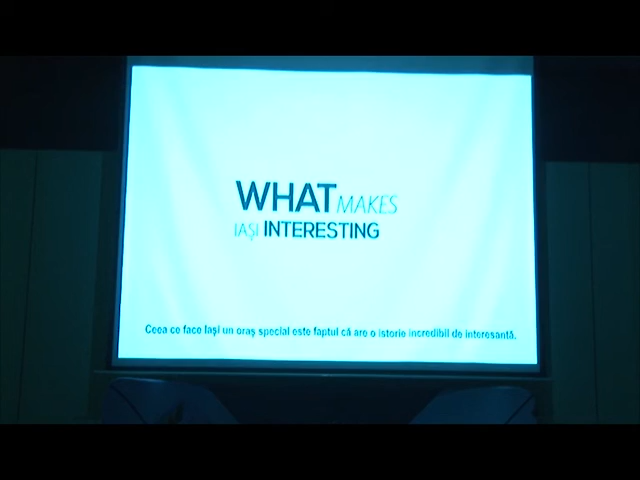 WHAT MAKES
IAȘI INTERESTING
Ceea ce face Iași un oraș special este faptul că are o istorie incredibil de interesantă.